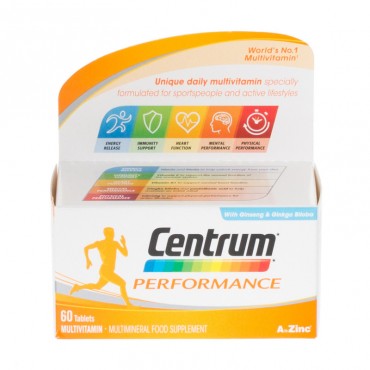 World's No.1
Multivitamin*
Unique daily multivitamin specially
formulated for sportspeople and active lifestyles
ENERGY RELEASE
IMMUNITY SUPPORT
HEART FUNCTION
MENTAL PERFORMANCE
PHYSICAL PERFORMANCE
With Ginseng & Ginkgo Biloba
Centrum®
PERFORMANCE
60 Tablets
MULTIVITAMIN - MULTIMINERAL FOOD SUPPLEMENT
A to Zinc